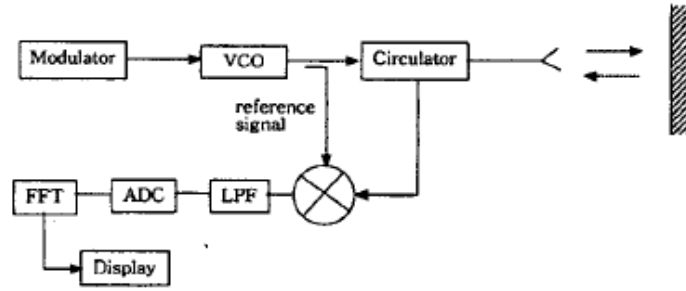 Modulator
VCO
Circulator
reference
signal
FFT
ADC
LPF
Display